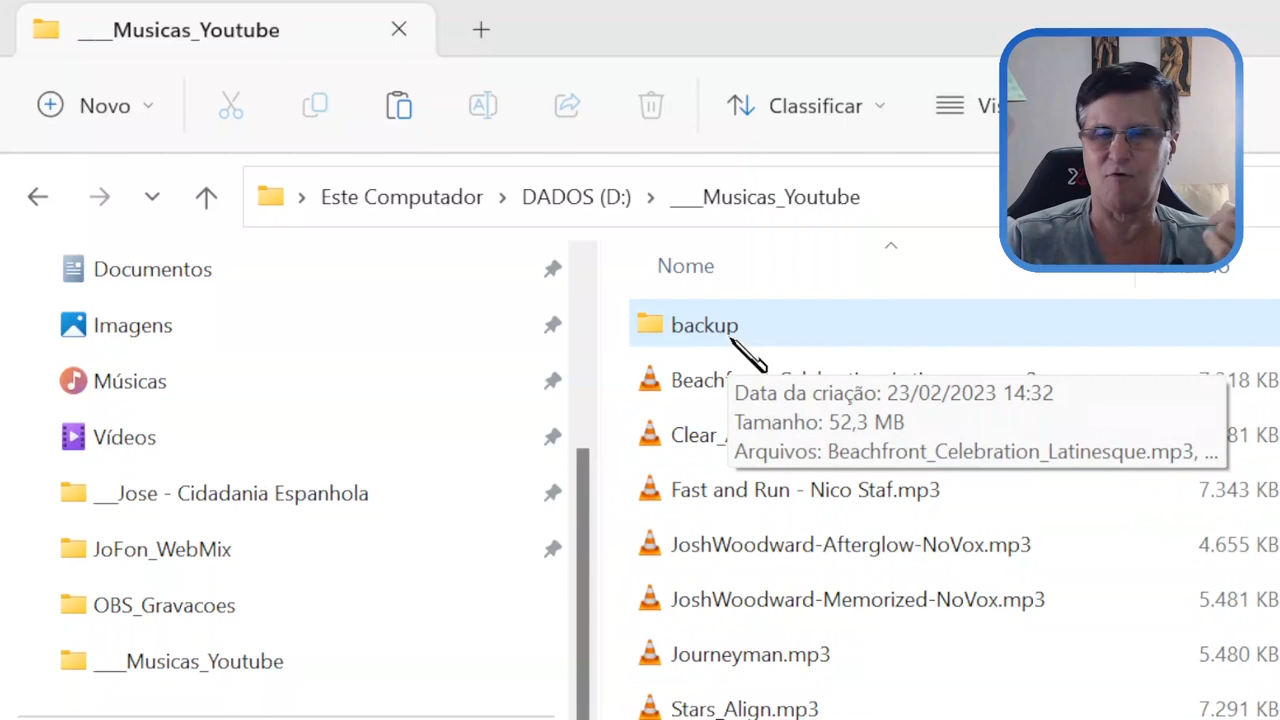 ___Musicas_Youtube
Novo
Classificar
Este Computador > DADOS (D:) > ___Musicas_Youtube
Documentos
Imagens
Músicas
Vídeos
__Jose - Cidadania Espanhola
JoFon_WebMix
OBS_Gravacoes
___Musicas_Youtube
Nome
backup
Data da criação: 23/02/2023 14:32
Tamanho: 52,3 MB
Arquivos: Beachfront_Celebration_Latinesque.mp3, ...
Fast and Run - Nico Staf.mp3 7.343 KB
JoshWoodward-Afterglow-NoVox.mp3 4.655 KB
JoshWoodward-Memorized-NoVox.mp3 5.481 KB
Journeyman.mp3 5.480 KB
Stars_Align.mp3 7.291 KB